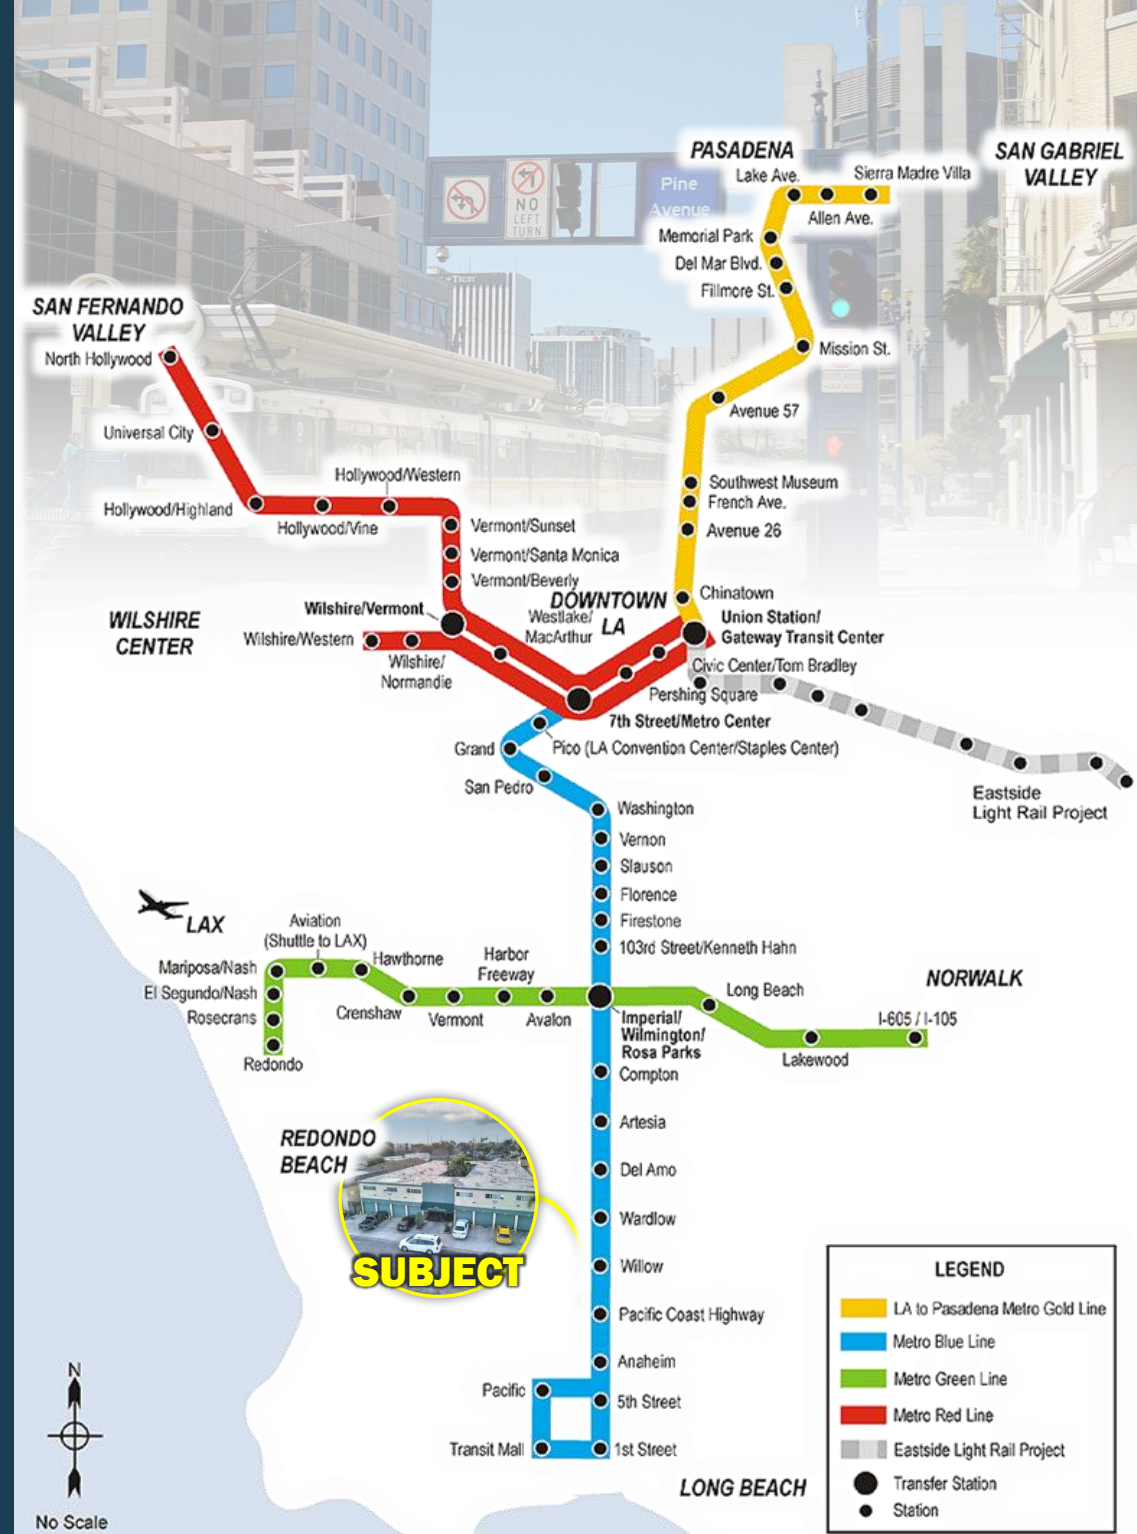 PASADENA
SAN GABRIEL
VALLEY
Lake Ave.
Sierra Madre Villa
Allen Ave.
Pine
Avenue
NO
LEFT
TURN
Memorial Park
Del Mar Blvd.
Fillmore St.
SAN FERNANDO
VALLEY
North Hollywood
Mission St.
Avenue 57
Universal City
Hollywood/Western
Southwest Museum
Hollywood/Highland
French Ave.
Hollywood/Vine
Vermont/Sunset
Avenue 26
Vermont/Santa Monica
Vermont/Beverly
Chinatown
DOWNTOWN
LA
Wilshire/Vermont
Westlake/
MacArthur
Union Station/
Gateway Transit Center
WILSHIRE
CENTER
Wilshire/Western
Wilshire/
Normandie
Civic Center/Tom Bradley
Pershing Square
7th Street/Metro Center
Grand
Pico (LA Convention Center/Staples Center)
San Pedro
Eastside
Light Rail Project
Washington
Vernon
Slauson
Florence
Firestone
103rd Street/Kenneth Hahn
LAX
Aviation
(Shuttle to LAX)
Mariposa/Nash
Hawthorne
Harbor
Freeway
NORWALK
El Segundo/Nash
Long Beach
Rosecrans
Crenshaw
Vermont
Avalon
Imperial/
Wilmington/
Rosa Parks
I-605 / I-105
Redondo
Lakewood
Compton
Artesia
REDONDO
BEACH
Del Amo
Wardlow
SUBJECT
Willow
Pacific Coast Highway
Anaheim
Pacific
5th Street
Transit Mall
1st Street
LONG BEACH
LEGEND
LA to Pasadena Metro Gold Line
Metro Blue Line
Metro Green Line
Metro Red Line
Eastside Light Rail Project
Transfer Station
Station
N
No Scale